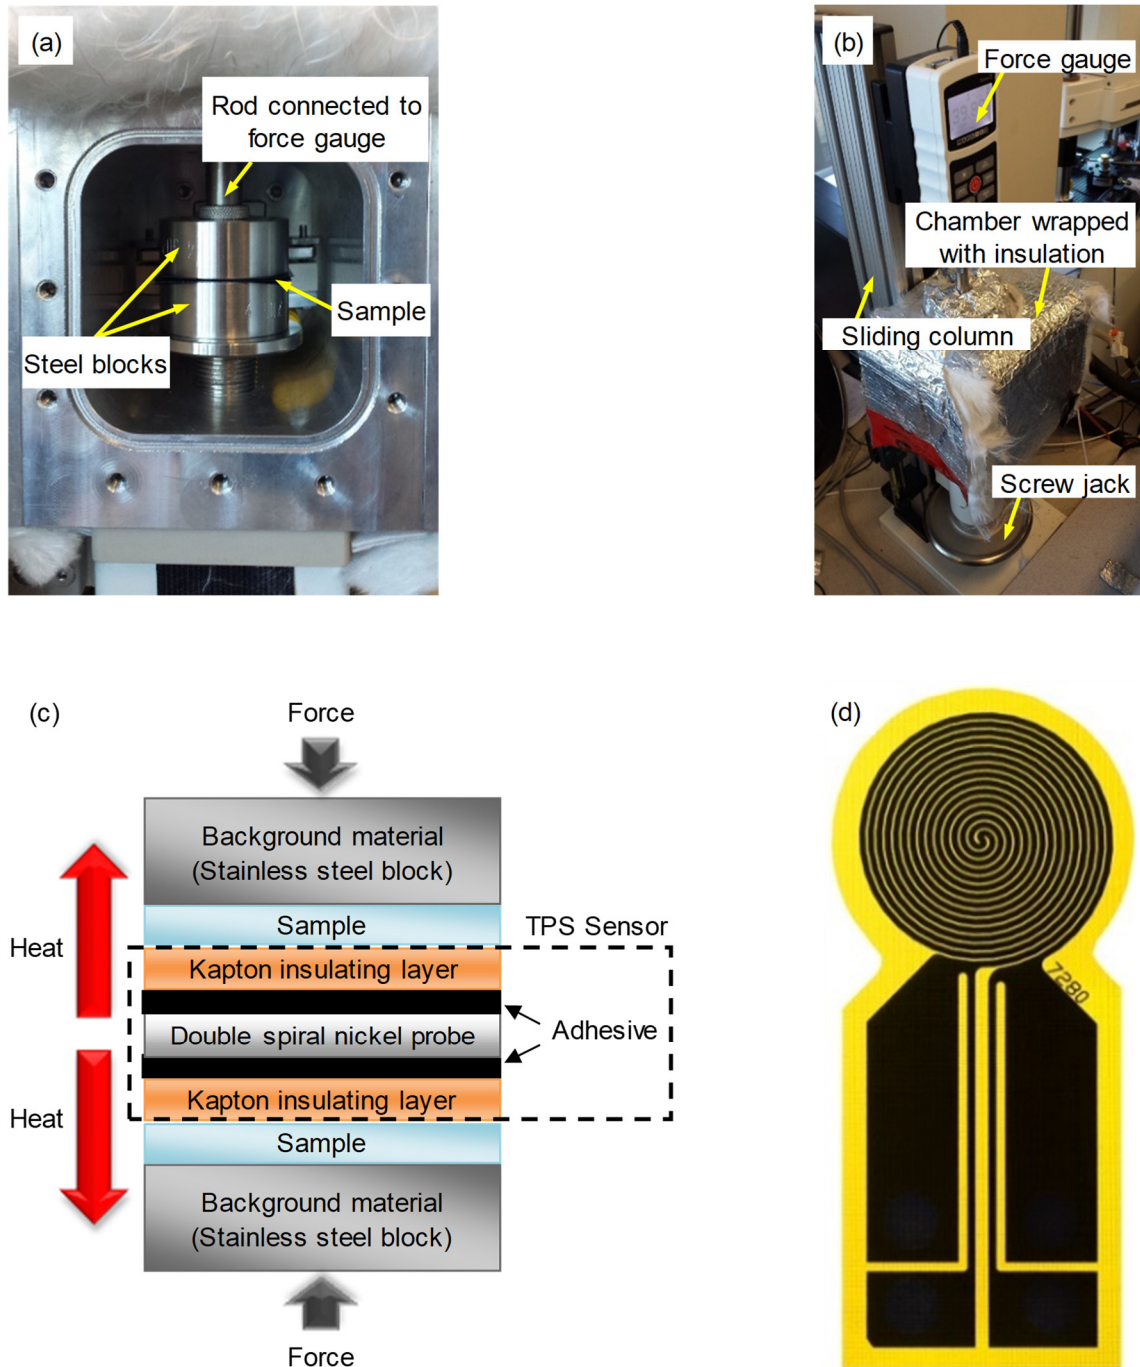 (a)
Rod connected to
force gauge
Sample
Steel blocks
(b)
Force gauge
Chamber wrapped
with insulation
Sliding column
Screw jack
(c)
Force
Background material
(Stainless steel block)
Sample
TPS Sensor
Heat
Kapton insulating layer
Double spiral nickel probe
Adhesive
Kapton insulating layer
Heat
Sample
Background material
(Stainless steel block)
Force
(d)
7280